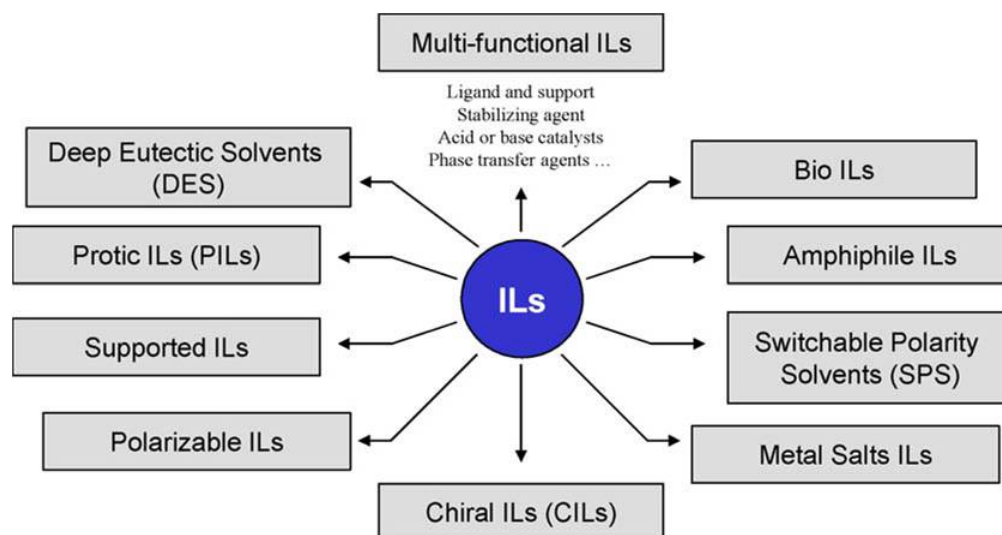 Multi-functional ILs
Ligand and support
Stabilizing agent
Acid or base catalysts
Phase transfer agents ...
Deep Eutectic Solvents
(DES)
Bio ILs
Protic ILs (PILs)
Amphiphile ILs
ILs
Supported ILs
Switchable Polarity
Solvents (SPS)
Polarizable ILs
Metal Salts ILs
Chiral ILs (CILs)